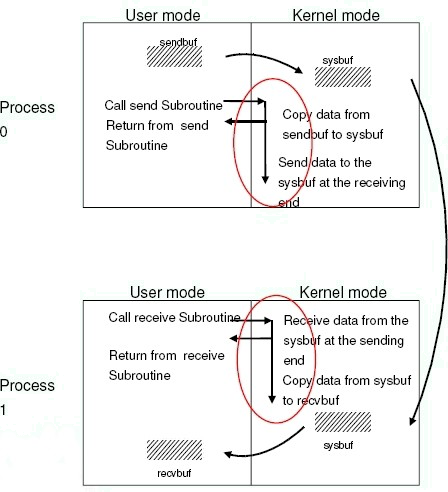 User mode
Kernel mode
sendbuf
sysbuf
Process
0
Call send Subroutine
Return from send
Subroutine
Copy data from
sendbuf to sysbuf
Send data to the
sysbuf at the receiving
end
User mode
Kernel mode
Process
1
Call receive Subroutine
Return from receive
Subroutine
Receive data from the
sysbuf at the sending
end
Copy data from sysbuf
to recvbuf
sysbuf
recvbuf